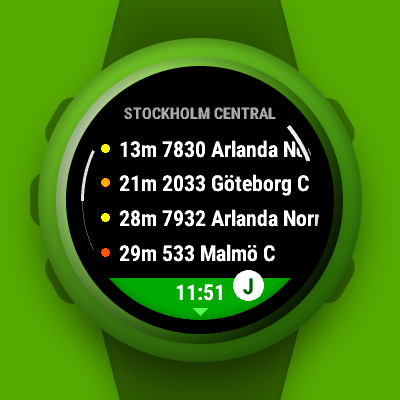 STOCKHOLM CENTRAL
13m 7830 Arlanda
21m 2033 Göteborg C
28m 7932 Arlanda Norr
29m 533 Malmö C
11:51 J